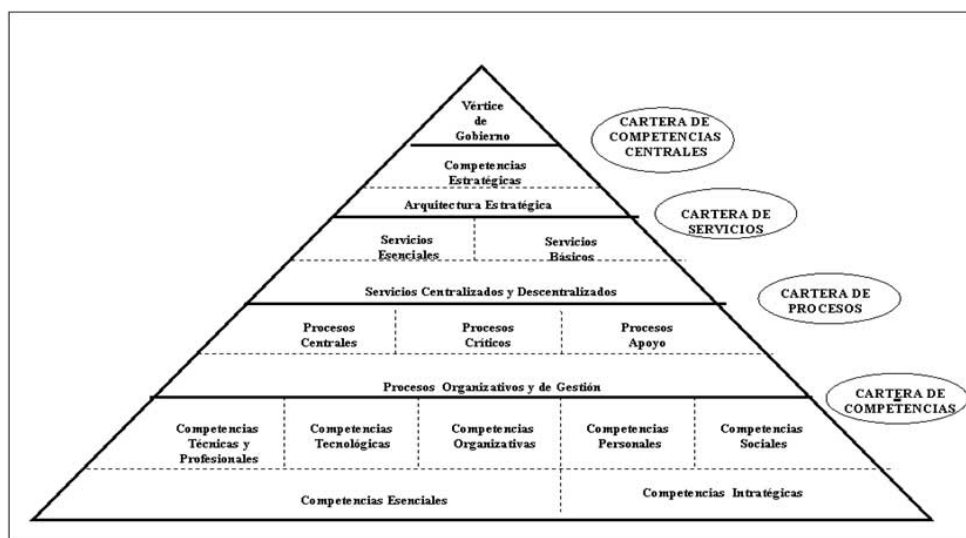 Vértice
de
Gobierno
CARTERA DE
COMPETENCIAS
CENTRALES
Competencias
Estratégicas
Arquitectura Estratégica
CARTERA DE
SERVICIOS
Servicios
Esenciales
Servicios
Básicos
Servicios Centralizados y Descentralizados
CARTERA DE
PROCESOS
Procesos
Centrales
Procesos
Críticos
Procesos
Apoyo
Procesos Organizativos y de Gestión
CARTERA DE
COMPETENCIAS
Competencias
Técnicas y
Profesionales
Competencias
Tecnológicas
Competencias
Organizativas
Competencias
Personales
Competencias
Sociales
Competencias Esenciales
Competencias Intratégicas